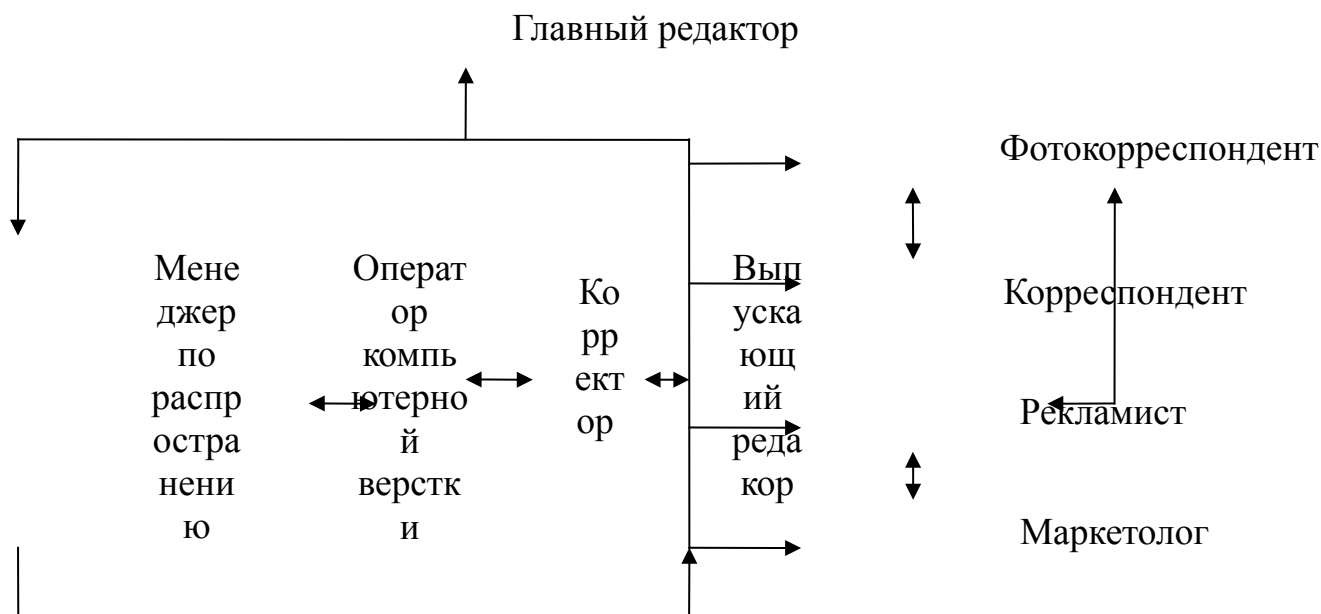 Главный редактор
Фотокорреспондент
Мене
джер
по
распр
остра
нени
ю
Операт
ор
компь
ютерно
й
верстк
и
Ко
рр
ект
ор
Вып
уска
ющ
ий
реда
кор
Корреспондент
Рекламист
Маркетолог